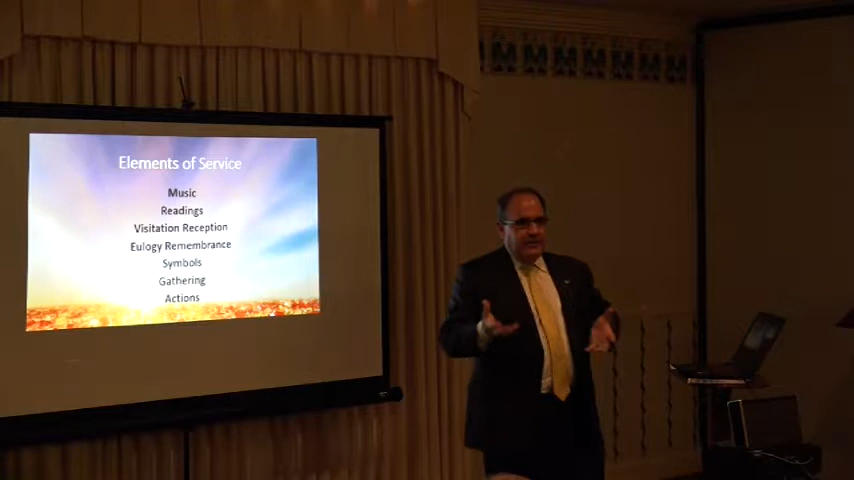 Elements of Service
Music
Readings
Visitation Reception
Eulogy Remembrance
Symbols
Gathering
Actions